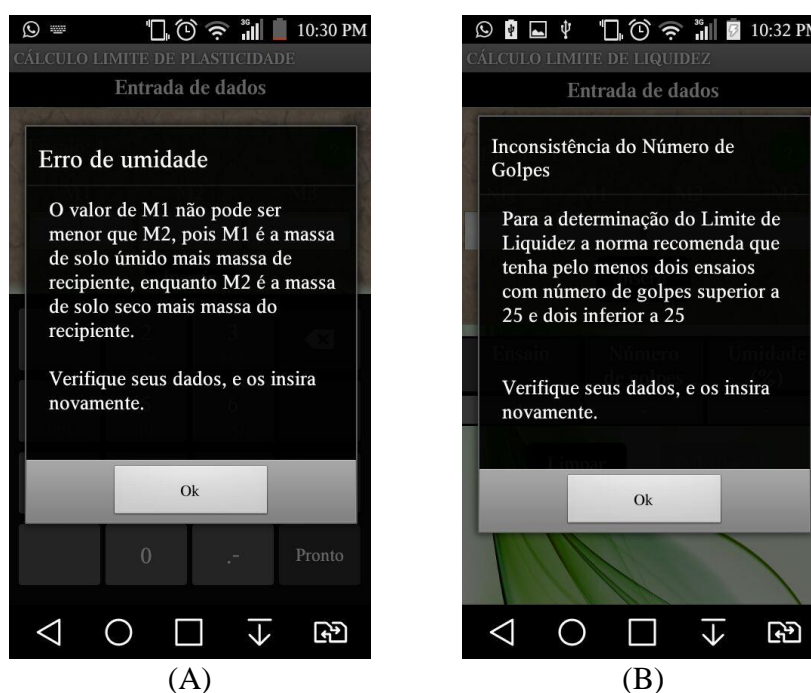 10:30 PM
CÁLCULO LIMITE DE PLASTICIDADE
Entrada de dados
Erro de umidade
O valor de M1 não pode ser
menor que M2, pois M1 é a massa
de solo úmido mais massa de
recipiente, enquanto M2 é a massa
de solo seco mais massa do
recipiente.
Verifique seus dados, e os insira
novamente.
Ok
0
.-
Pronto
(A)
3G
10:32 PM
CÁLCULO LIMITE DE LIQUIDEZ
Entrada de dados
Inconsistência do Número de
Golpes
Para a determinação do Limite de
Liquidez a norma recomenda que
tenha pelo menos dois ensaios
com número de golpes superior a
25 e dois inferior a 25
Ensaio Número Umidade
Verifique seus dados, e os insira
novamente.
Limpar
Ok
(B)